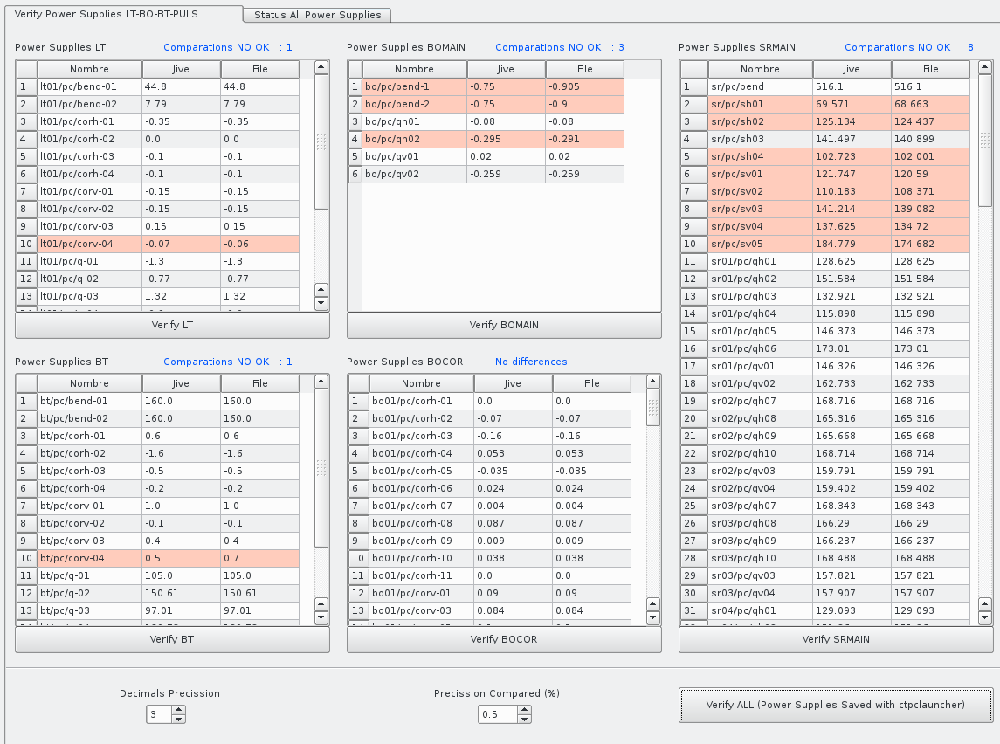 Verify Power Supplies LT-BO-BT-PULS
Status All Power Supplies
Power Supplies LT Comparations NO OK : 1
Nombre Jive File
1 lt01/pc/bend-01 44.8 44.8
2 lt01/pc/bend-02 7.79 7.79
3 lt01/pc/corh-01 -0.35 -0.35
4 lt01/pc/corh-02 0.0 0.0
5 lt01/pc/corh-03 -0.1 -0.1
6 lt01/pc/corh-04 -0.1 -0.1
7 lt01/pc/corv-01 -0.15 -0.15
8 lt01/pc/corv-02 -0.15 -0.15
9 lt01/pc/corv-03 0.15 0.15
10 lt01/pc/corv-04 -0.07 -0.06
11 lt01/pc/q-01 -1.3 -1.3
12 lt01/pc/q-02 -0.77 -0.77
13 lt01/pc/q-03 1.32 1.32
Verify LT
Power Supplies BOMAIN Comparations NO OK : 3
Nombre Jive File
1 bo/pc/bend-1 -0.75 -0.905
2 bo/pc/bend-2 -0.75 -0.9
3 bo/pc/qh01 -0.08 -0.08
4 bo/pc/qh02 -0.295 -0.291
5 bo/pc/qv01 0.02 0.02
6 bo/pc/qv02 -0.259 -0.259
Verify BOMAIN
Power Supplies SRMAIN Comparations NO OK : 8
Nombre Jive File
1 sr/pc/bend 516.1 516.1
2 sr/pc/sh01 69.571 68.663
3 sr/pc/sh02 125.134 124.437
4 sr/pc/sh03 141.497 140.899
5 sr/pc/sh04 102.723 102.001
6 sr/pc/sv01 121.747 120.59
7 sr/pc/sv02 110.183 108.371
8 sr/pc/sv03 141.214 139.082
9 sr/pc/sv04 137.625 134.72
10 sr/pc/sv05 184.779 174.682
11 sr01/pc/qh01 128.625 128.625
12 sr01/pc/qh02 151.584 151.584
13 sr01/pc/qh03 132.921 132.921
14 sr01/pc/qh04 115.898 115.898
15 sr01/pc/qh05 146.373 146.373
16 sr01/pc/qh06 173.01 173.01
17 sr01/pc/qv01 146.326 146.326
18 sr01/pc/qv02 162.733 162.733
19 sr02/pc/qh07 168.716 168.716
20 sr02/pc/qh08 165.316 165.316
21 sr02/pc/qh09 165.668 165.668
22 sr02/pc/qh10 168.714 168.714
23 sr02/pc/qv03 159.791 159.791
24 sr02/pc/qv04 159.402 159.402
25 sr03/pc/qh07 168.343 168.343
26 sr03/pc/qh08 166.29 166.29
27 sr03/pc/qh09 166.237 166.237
28 sr03/pc/qh10 168.488 168.488
29 sr03/pc/qv03 157.821 157.821
30 sr03/pc/qv04 157.907 157.907
31 sr04/pc/qh01 129.093 129.093
Verify SRMAIN
Power Supplies BT Comparations NO OK : 1
Nombre Jive File
1 bt/pc/bend-01 160.0 160.0
2 bt/pc/bend-02 160.0 160.0
3 bt/pc/corh-01 0.6 0.6
4 bt/pc/corh-02 -1.6 -1.6
5 bt/pc/corh-03 -0.5 -0.5
6 bt/pc/corh-04 -0.2 -0.2
7 bt/pc/corv-01 1.0 1.0
8 bt/pc/corv-02 -0.1 -0.1
9 bt/pc/corv-03 0.4 0.4
10 bt/pc/corv-04 0.5 0.7
11 bt/pc/q-01 105.0 105.0
12 bt/pc/q-02 150.61 150.61
13 bt/pc/q-03 97.01 97.01
Verify BT
Power Supplies BOCOR No differences
Nombre Jive File
1 bo01/pc/corh-01 0.0 0.0
2 bo01/pc/corh-02 -0.07 -0.07
3 bo01/pc/corh-03 -0.16 -0.16
4 bo01/pc/corh-04 0.053 0.053
5 bo01/pc/corh-05 -0.035 -0.035
6 bo01/pc/corh-06 0.024 0.024
7 bo01/pc/corh-07 0.004 0.004
8 bo01/pc/corh-08 0.087 0.087
9 bo01/pc/corh-09 0.009 0.009
10 bo01/pc/corh-10 0.038 0.038
11 bo01/pc/corh-11 0.0 0.0
12 bo01/pc/corv-01 0.09 0.09
13 bo01/pc/corv-03 0.084 0.084
Verify BOCOR
Decimals Precission
3
Precission Compared (%)
0.5
Verify ALL (Power Supplies Saved with ctpclauncher)